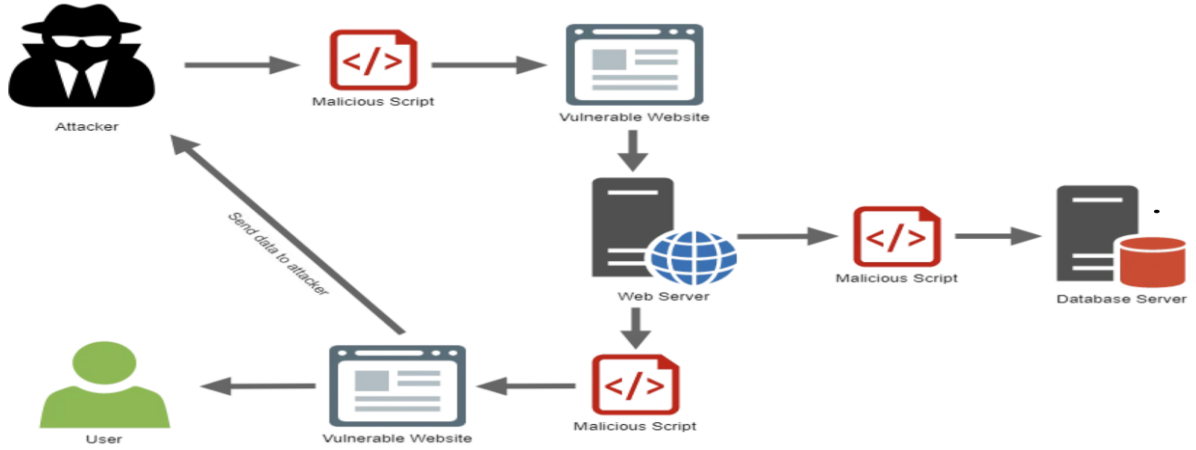 </>
Malicious Script
Vulnerable Website
Attacker
Send data to attacker
</>
Malicious Script
Web Server
Database Server
</>
Malicious Script
Vulnerable Website
User